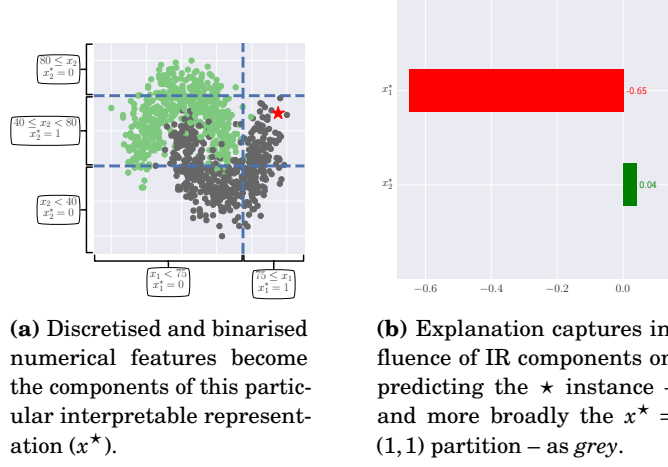 80 ≤ x₂
x₂⋆ = 0
40 ≤ x₂ < 80
x₂⋆ = 1
x₂ < 40
x₂⋆ = 0
x₁ < 75
x₁⋆ = 0
75 ≤ x₁
x₁⋆ = 1
(a) Discretised and binarised
numerical features become
the components of this partic-
ular interpretable represent-
ation (x⋆).
x₁⋆
-0.65
x₂⋆
0.04
−0.6
−0.4
−0.2
0.0
(b) Explanation captures in-
fluence of IR components on
predicting the ⋆ instance –
and more broadly the x⋆ =
(1,1) partition – as grey.